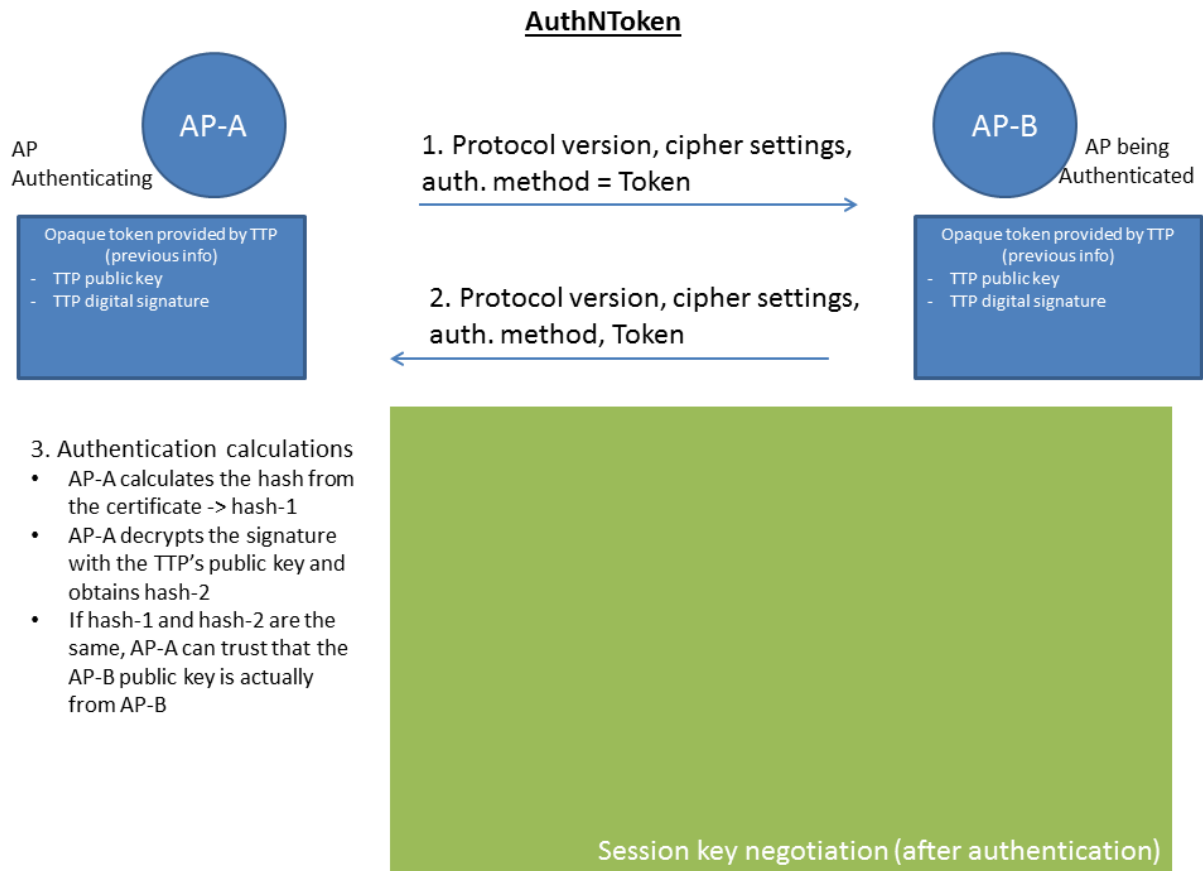 AuthNToken
AP-A
AP
Authenticating
1. Protocol version, cipher settings,
auth. method = Token
AP-B
AP being
Authenticated
Opaque token provided by TTP
(previous info)
- TTP public key
- TTP digital signature
2. Protocol version, cipher settings,
auth. method, Token
Opaque token provided by TTP
(previous info)
- TTP public key
- TTP digital signature
3. Authentication calculations
• AP-A calculates the hash from
the certificate -> hash-1
• AP-A decrypts the signature
with the TTP’s public key and
obtains hash-2
• If hash-1 and hash-2 are the
same, AP-A can trust that the
AP-B public key is actually
from AP-B
Session key negotiation (after authentication)